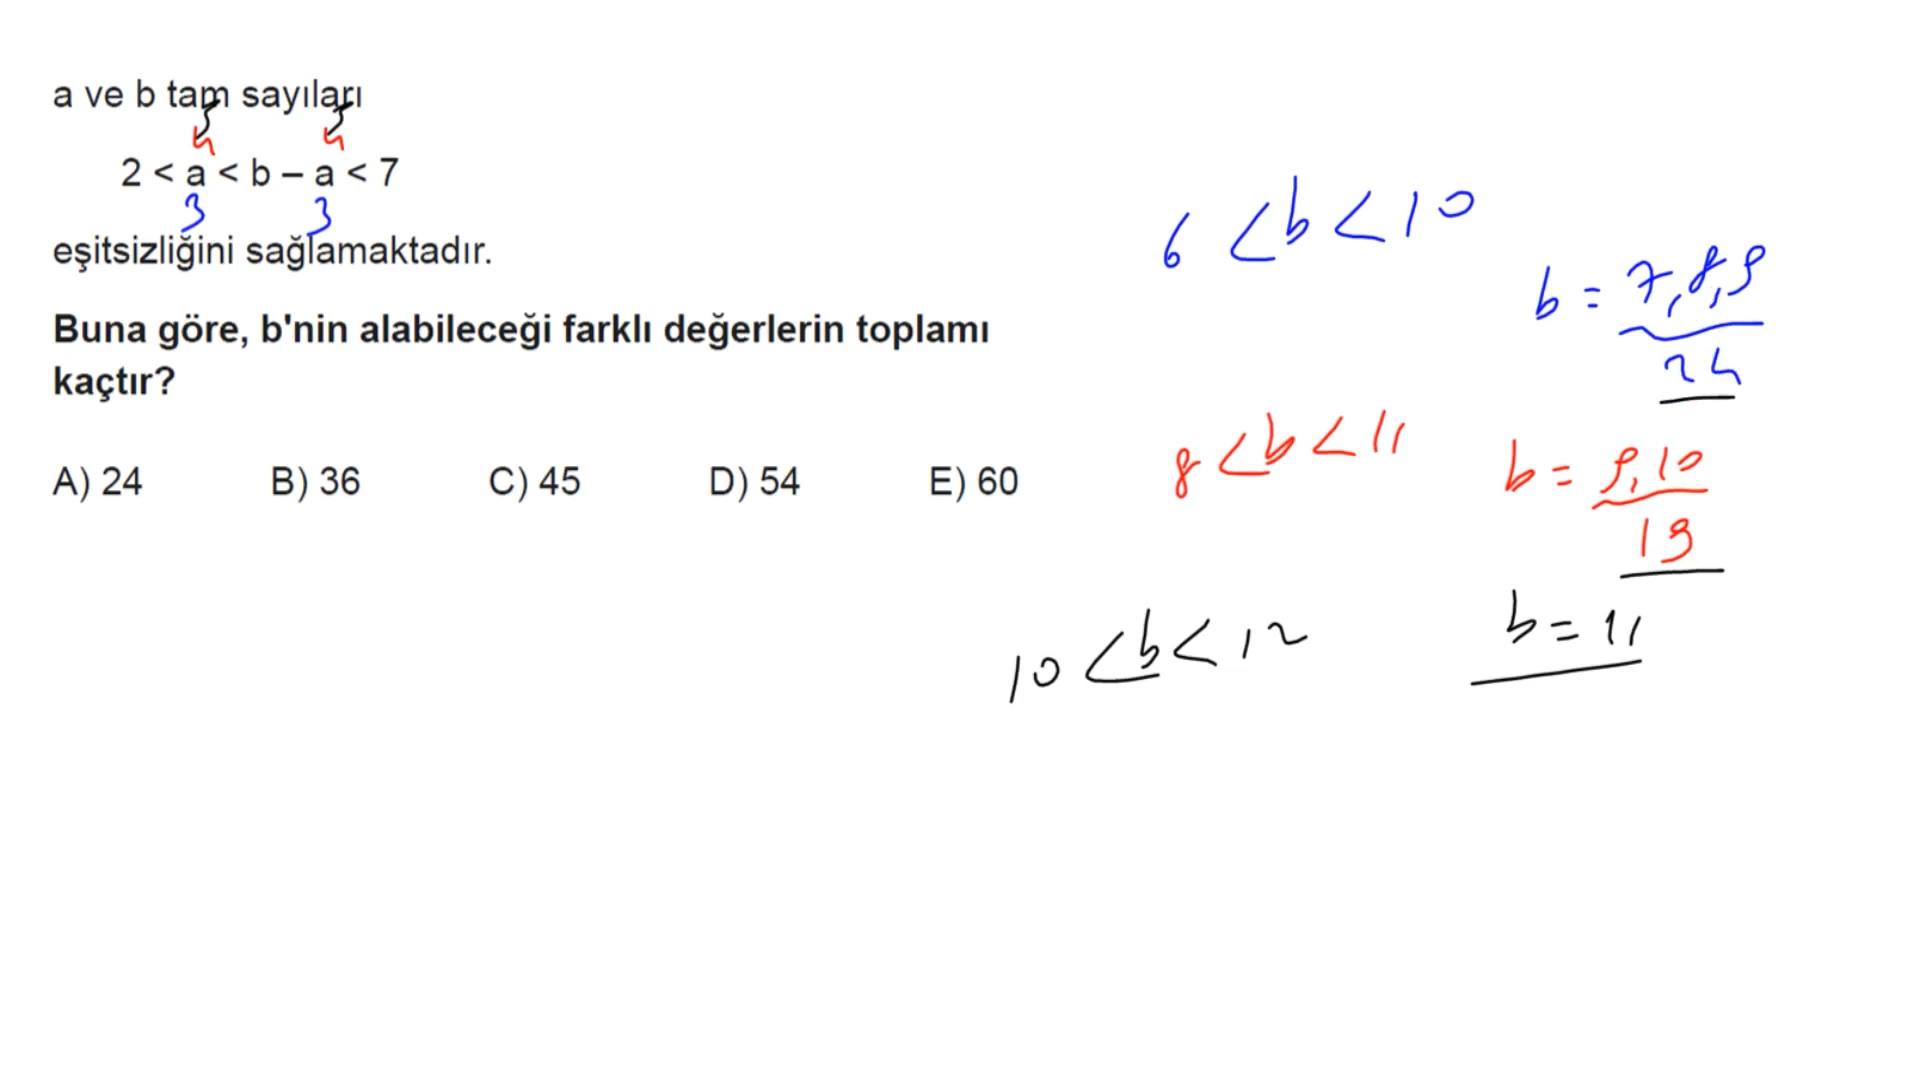 a ve b tam sayıları
5 5
4 4
2 < a < b – a < 7
3 3
eşitsizliğini sağlamaktadır.
Buna göre, b'nin alabileceği farklı değerlerin toplamı
kaçtır?
A) 24 B) 36 C) 45 D) 54 E) 60
6 < b < 10
b = 7, 8, 9
24
8 < b < 11 b = 9, 10
19
10 < b < 12 b = 11